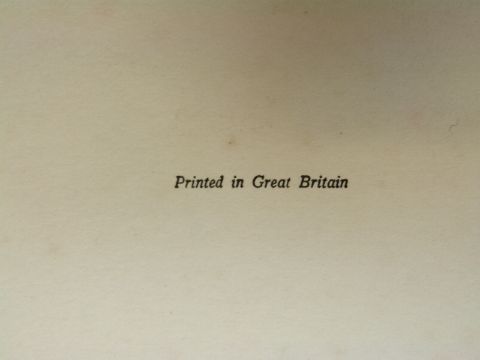 Printed in Great Britain